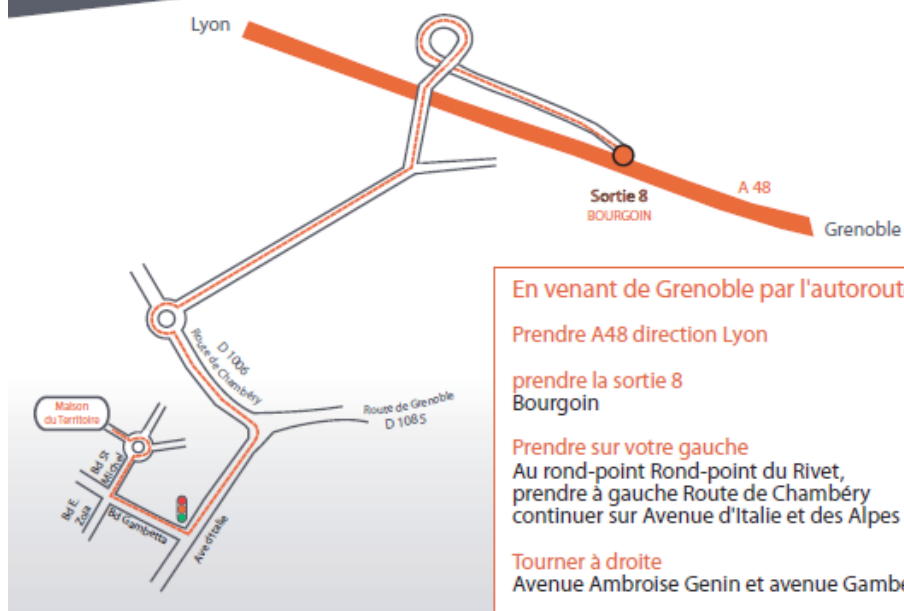 Lyon
A 48
Sortie 8
BOURGOIN
Grenoble
D 1006
Route de Chambéry
Route de Grenoble
D 1085
Maison
du Territoire
Bd St
Michel
Bd E.
Zola
Bd Gambetta
Ave d'Italie
En venant de Grenoble par l'autorout
Prendre A48 direction Lyon
prendre la sortie 8
Bourgoin
Prendre sur votre gauche
Au rond-point Rond-point du Rivet,
prendre à gauche Route de Chambéry
continuer sur Avenue d'Italie et des Alpes
Tourner à droite
Avenue Ambroise Genin et avenue Gambe